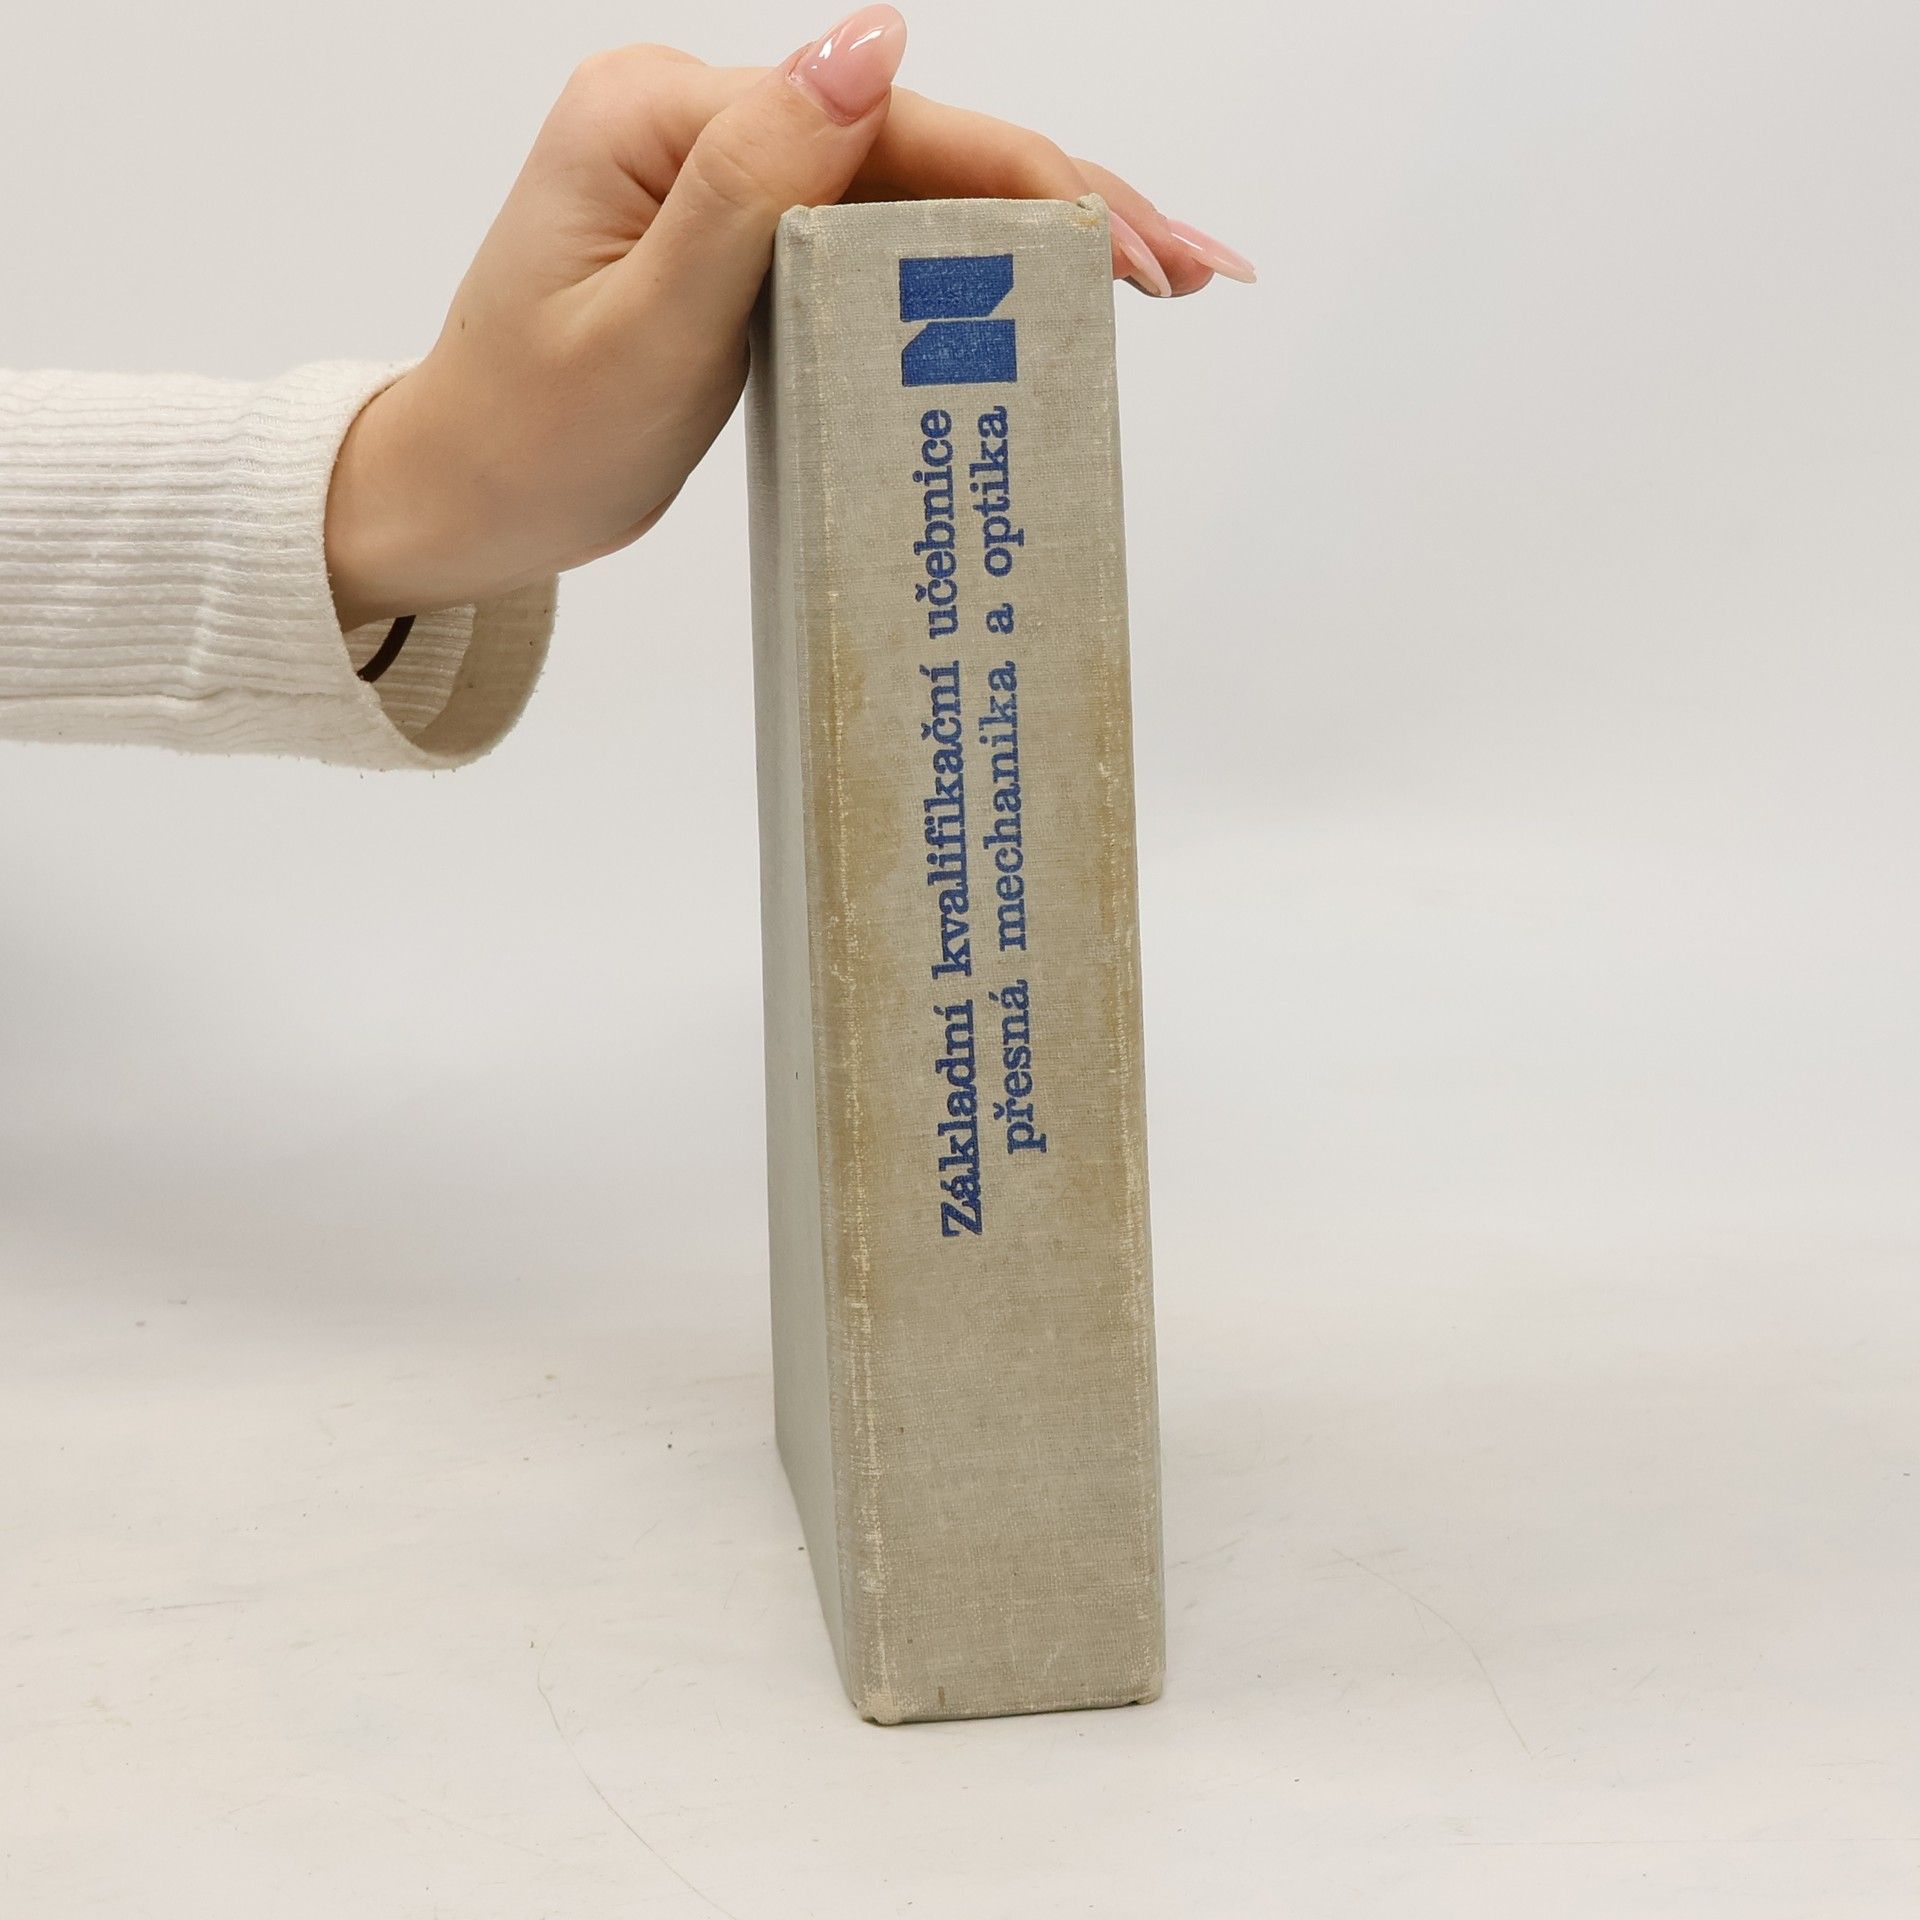 Základní kvalifikační učebnice
přesná mechanika a optika